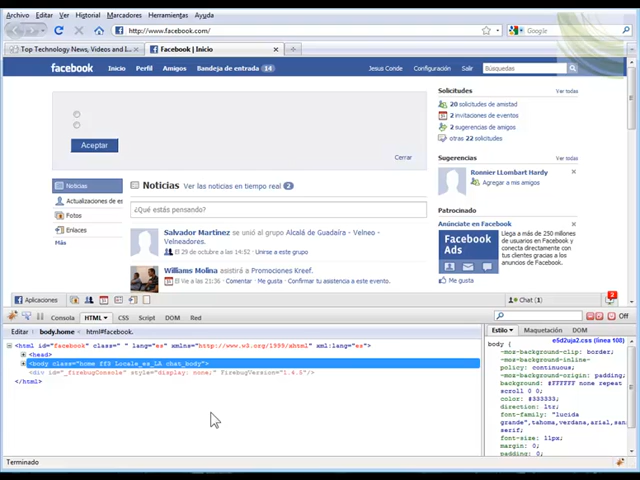 Archivo Editar Ver Historial Marcadores Herramientas Ayuda
http://www.facebook.com/
Google
Top Technology News, Videos and I...
Facebook | Inicio
facebook Inicio Perfil Amigos Bandeja de entrada 14 Jesus Conde Configuración Salir Búsquedas
Aceptar
Cerrar
Noticias
Actualizaciones de es
Fotos
Enlaces
Más
Noticias Ver las noticias en tiempo real 2
¿Qué estás pensando?
Salvador Martinez se unió al grupo Alcalá de Guadaíra - Velneo -
Velneadores.
El 29 de octubre a las 14:52 · Unirse a este grupo
Williams Molina asistirá a Promociones Kreef.
El Vie a las 21:36 · Comentar · Me gusta · Confirmar tu asistencia a este evento.
Solicitudes Ver todas
20 solicitudes de amistad
2 invitaciones de eventos
2 sugerencias de amigos
otras 22 solicitudes
Sugerencias Ver todas
Ronnier LLombart Hardy
Agregar a mis amigos
Patrocinado
Anúnciate en Facebook
Facebook
Ads
Llega a más de 250
millones de usuarios
en Facebook y
conecta directamente
con tus clientes
gracias a los
anuncios de Facebook.
Me gusta
Aplicaciones
Chat (1)
2
Consola HTML CSS Script DOM Red
Off
Editar body.home html#facebook.
<html id="facebook" class=" " lang="es" xmlns="http://www.w3.org/1999/xhtml" xml:lang="es">
<head>
<body class="home ff3 Locale_es_LA chat_body">
<div id="_firebugConsole" style="display: none;" firebugVersion="1.4.5"/>
</html>
Estilo Maquetación DOM
e5d2uja2.css (línea 108)
body {
-moz-background-clip: border;
-moz-background-inline-
policy: continuous;
-moz-background-origin: padding;
background: #FFFFFF none repeat
scroll 0 0;
color: #333333;
direction: ltr;
font-family: "lucida
grande",tahoma,verdana,arial,sans-
serif;
font-size: 11px;
margin: 0;
padding: 0;
Terminado